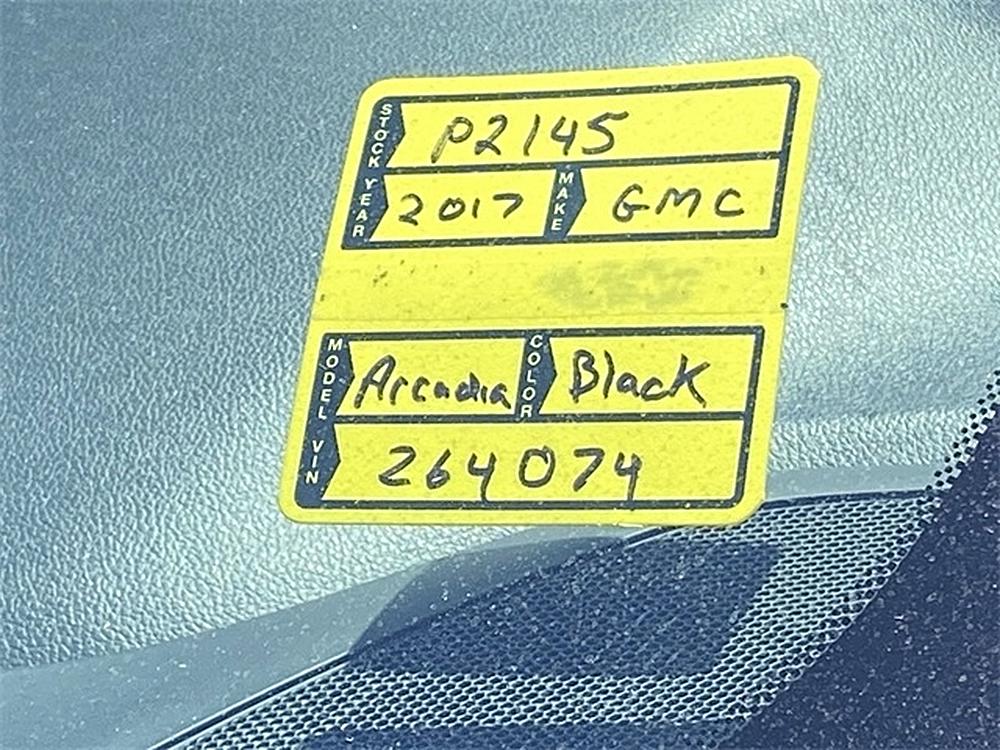 STOCK P2145
YEAR 2017 MAKE GMC
MODEL Arcadia COLOR Black
VIN 264074